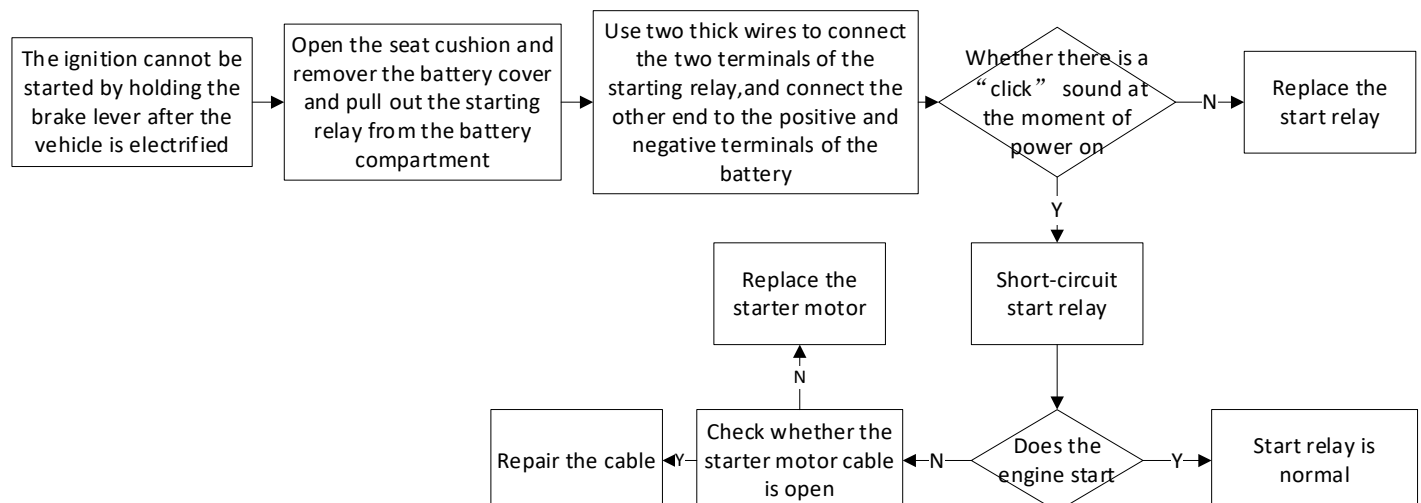 The ignition cannot be
started by holding the
brake lever after the
vehicle is electrified
Open the seat cushion and
remover the battery cover
and pull out the starting
relay from the battery
compartment
Use two thick wires to connect
the two terminals of the
starting relay,and connect the
other end to the positive and
negative terminals of the
battery
Whether there is a
“click” sound at
the moment of
power on
N
Replace the
start relay
Y
Short-circuit
start relay
Does the
engine start
Y
Start relay is
normal
N
Check whether the
starter motor cable
is open
N
Replace the
starter motor
Y
Repair the cable